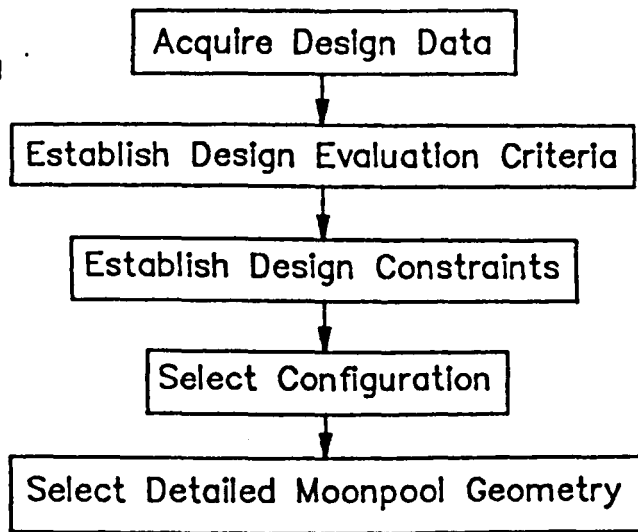 Acquire Design Data
Establish Design Evaluation Criteria
Establish Design Constraints
Select Configuration
Select Detailed Moonpool Geometry